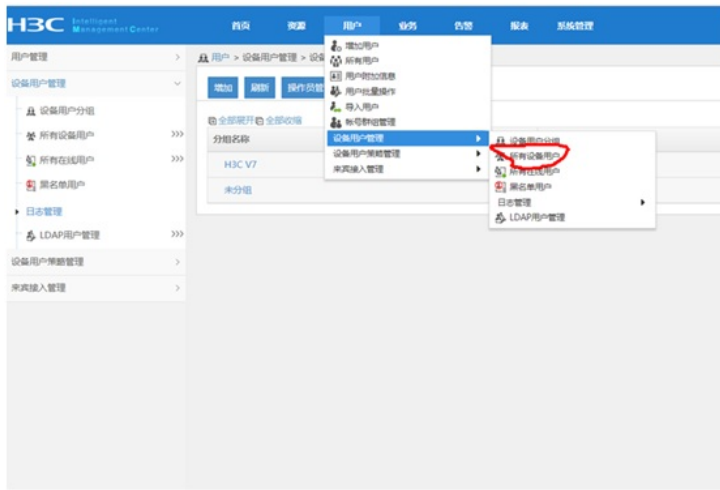 H3C Intelligent Management Center
首页 资源 用户 业务 告警 报表 系统管理
用户管理
设备用户管理
设备用户分组
所有设备用户
所有在线用户
黑名单用户
日志管理
LDAP用户管理
设备用户策略管理
来宾接入管理
用户 > 设备用户管理 >
增加 刷新
全部展开 全部收缩
分组名称
H3C V7
未分组
增加用户
所有用户
用户附加信息
用户批量操作
导入用户
帐号群组管理
设备用户管理
设备用户策略管理
来宾接入管理
设备用户分组
所有设备用户
所有在线用户
黑名单用户
日志管理
LDAP用户管理